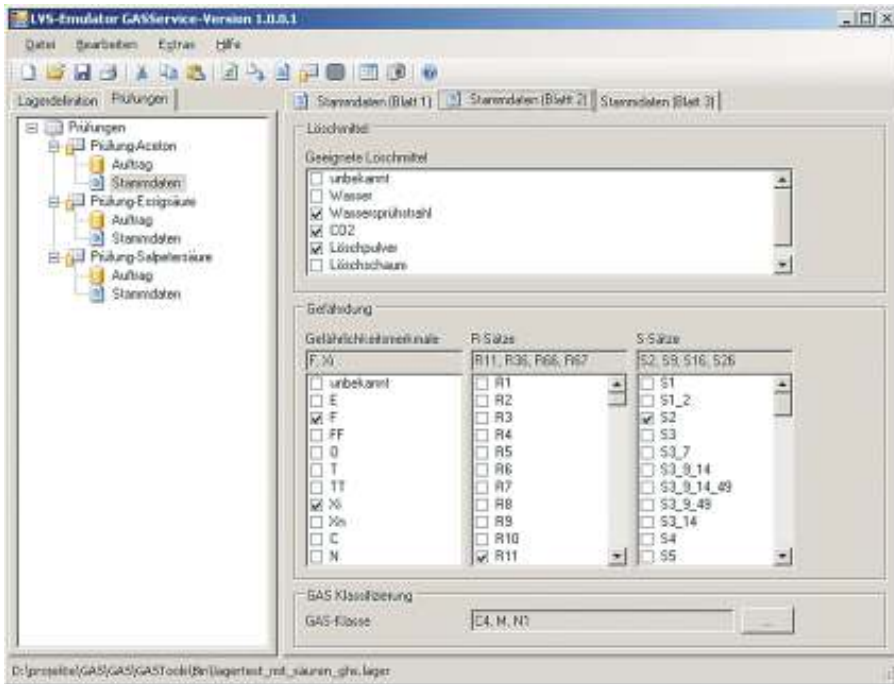 LVS-Emulator GASService-Version 1.0.0.1
Datei Bearbeiten Extras Hilfe
Lagerdefinition Prüfungen
Prüfungen
Prüfung-Aceton
Auftrag
Stammdaten
Prüfung-Essigsäure
Auftrag
Stammdaten
Prüfung-Salpetersäure
Auftrag
Stammdaten
Stammdaten (Blatt 1) Stammdaten (Blatt 2) Stammdaten (Blatt 3)
Löschmittel
Geeignete Löschmittel
unbekannt
Wasser
Wassersprühstrahl
CO2
Löschpulver
Löschschaum
Gefährdung
Gefährlichkeitsmerkmale R-Sätze S-Sätze
F, Xi R11, R36, R66, R67 S2, S9, S16, S26
unbekannt R1 S1
E R2 S1_2
F R3 S2
FF R4 S3
O R5 S3_7
T R6 S3_9_14
TT R7 S3_9_14_49
Xi R8 S3_9_49
Xn R9 S3_14
C R10 S4
N R11 S5
GAS Klassifizierung
GAS-Klasse C4, M, N1 ...
D:\projekte\GAS\GAS\GASTools\Bin\lagertest_mit_sauren_ghs.lager